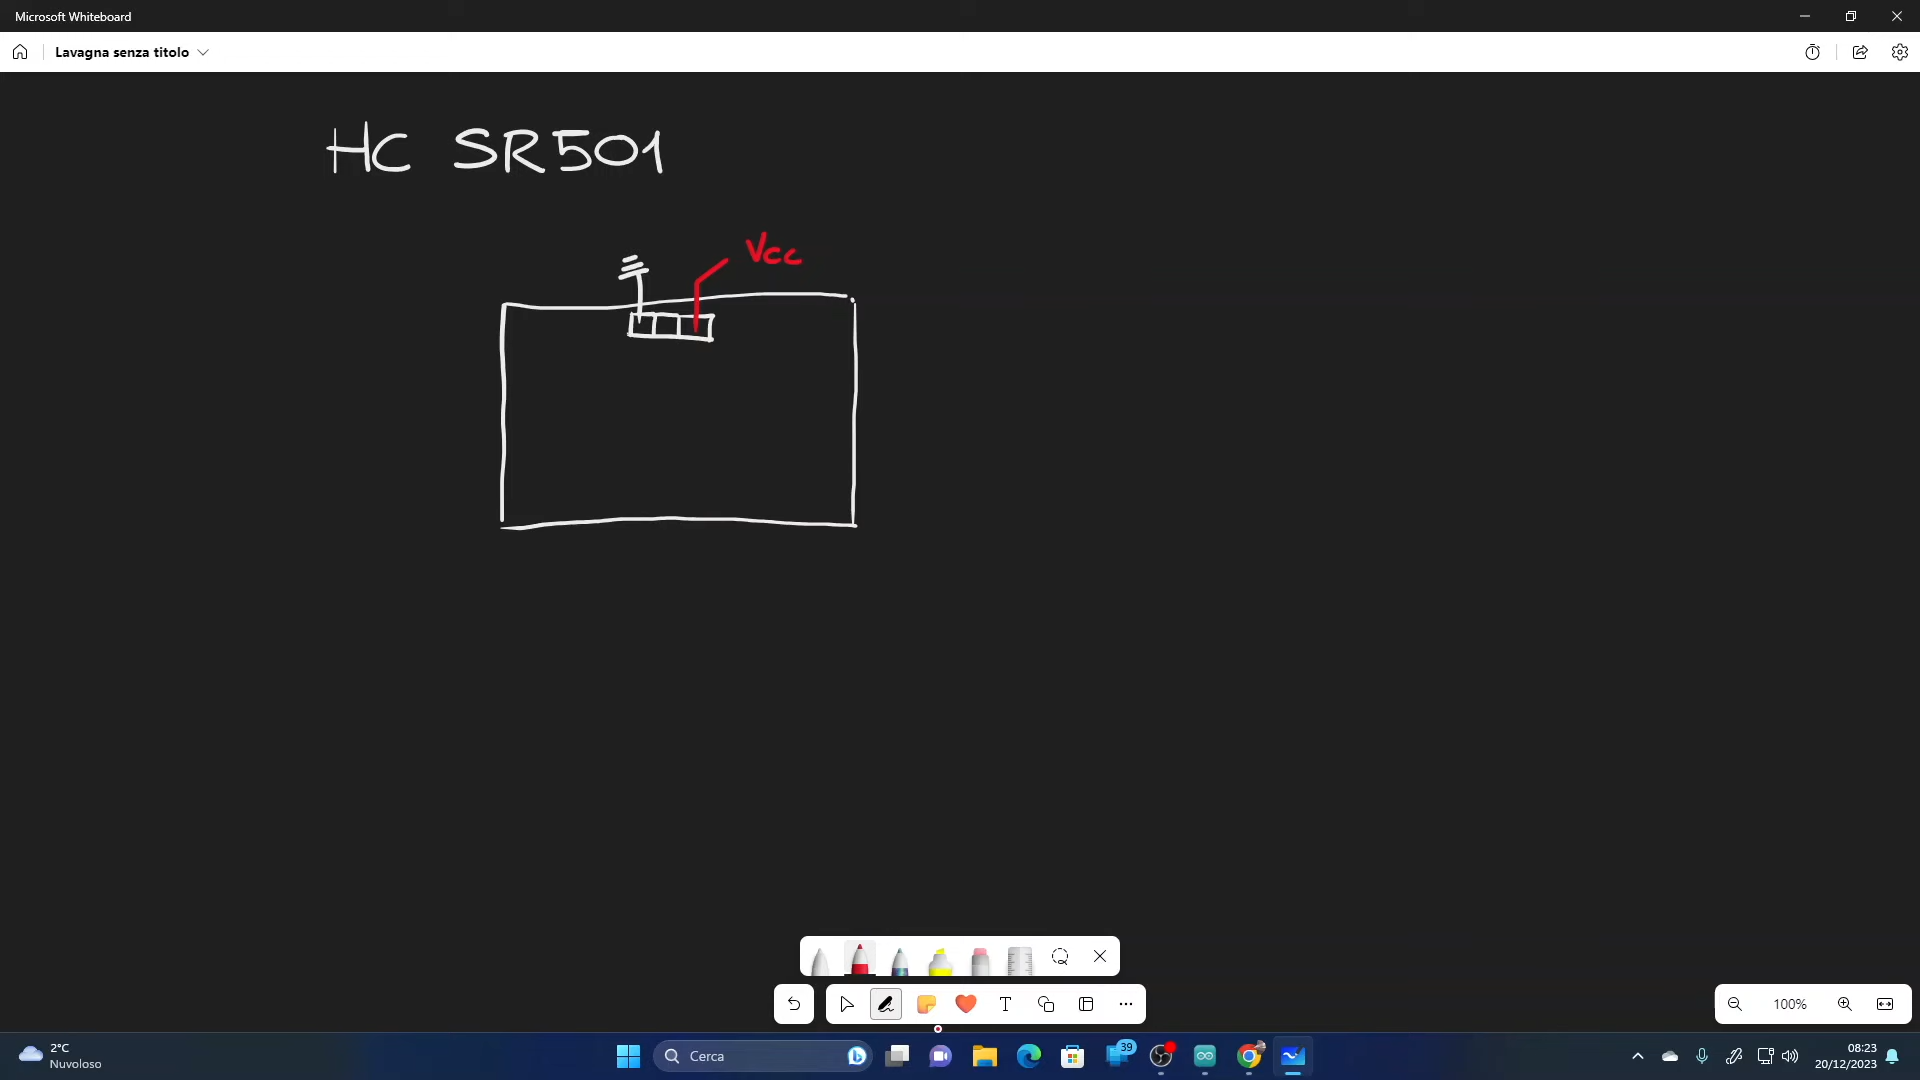 Microsoft Whiteboard
Lavagna senza titolo
HC SR501
Vcc
T
100%
2°C
Nuvoloso
Cerca
39
08:23
20/12/2023